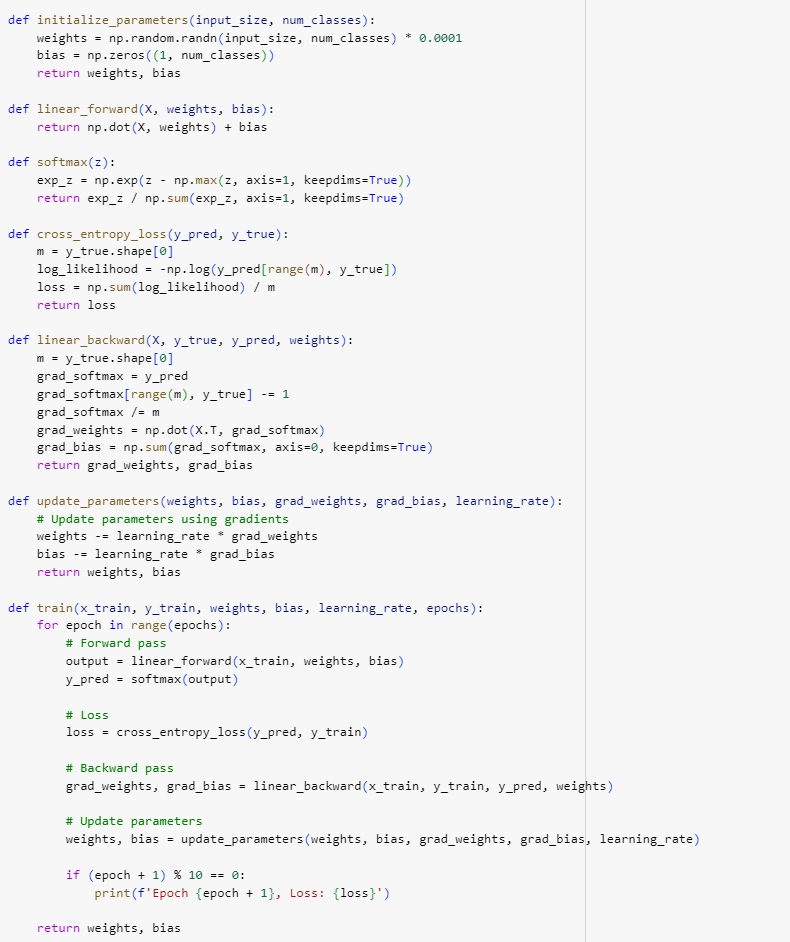 def initialize_parameters(input_size, num_classes):
    weights = np.random.randn(input_size, num_classes) * 0.0001
    bias = np.zeros((1, num_classes))
    return weights, bias

def linear_forward(X, weights, bias):
    return np.dot(X, weights) + bias

def softmax(z):
    exp_z = np.exp(z - np.max(z, axis=1, keepdims=True))
    return exp_z / np.sum(exp_z, axis=1, keepdims=True)

def cross_entropy_loss(y_pred, y_true):
    m = y_true.shape[0]
    log_likelihood = -np.log(y_pred[range(m), y_true])
    loss = np.sum(log_likelihood) / m
    return loss

def linear_backward(X, y_true, y_pred, weights):
    m = y_true.shape[0]
    grad_softmax = y_pred
    grad_softmax[range(m), y_true] -= 1
    grad_softmax /= m
    grad_weights = np.dot(X.T, grad_softmax)
    grad_bias = np.sum(grad_softmax, axis=0, keepdims=True)
    return grad_weights, grad_bias

def update_parameters(weights, bias, grad_weights, grad_bias, learning_rate):
    # Update parameters using gradients
    weights -= learning_rate * grad_weights
    bias -= learning_rate * grad_bias
    return weights, bias

def train(x_train, y_train, weights, bias, learning_rate, epochs):
    for epoch in range(epochs):
        # Forward pass
        output = linear_forward(x_train, weights, bias)
        y_pred = softmax(output)

        # Loss
        loss = cross_entropy_loss(y_pred, y_train)

        # Backward pass
        grad_weights, grad_bias = linear_backward(x_train, y_train, y_pred, weights)

        # Update parameters
        weights, bias = update_parameters(weights, bias, grad_weights, grad_bias, learning_rate)

        if (epoch + 1) % 10 == 0:
            print(f'Epoch {epoch + 1}, Loss: {loss}')

    return weights, bias